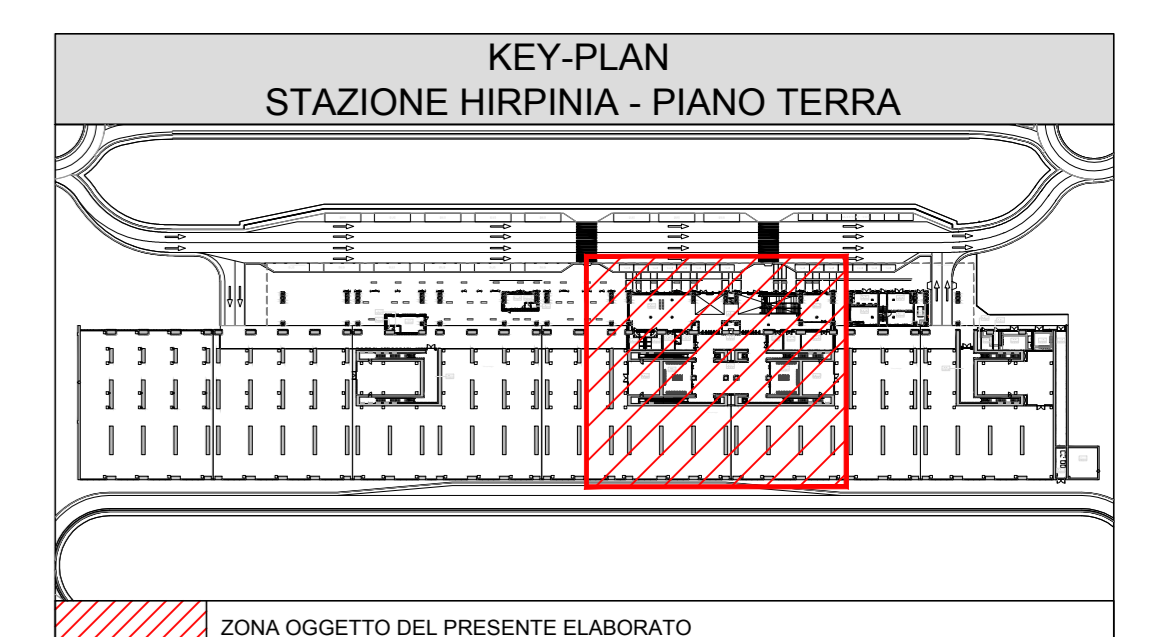 KEY-PLAN
STAZIONE HIRPINIA - PIANO TERRA
ZONA OGGETTO DEL PRESENTE ELABORATO